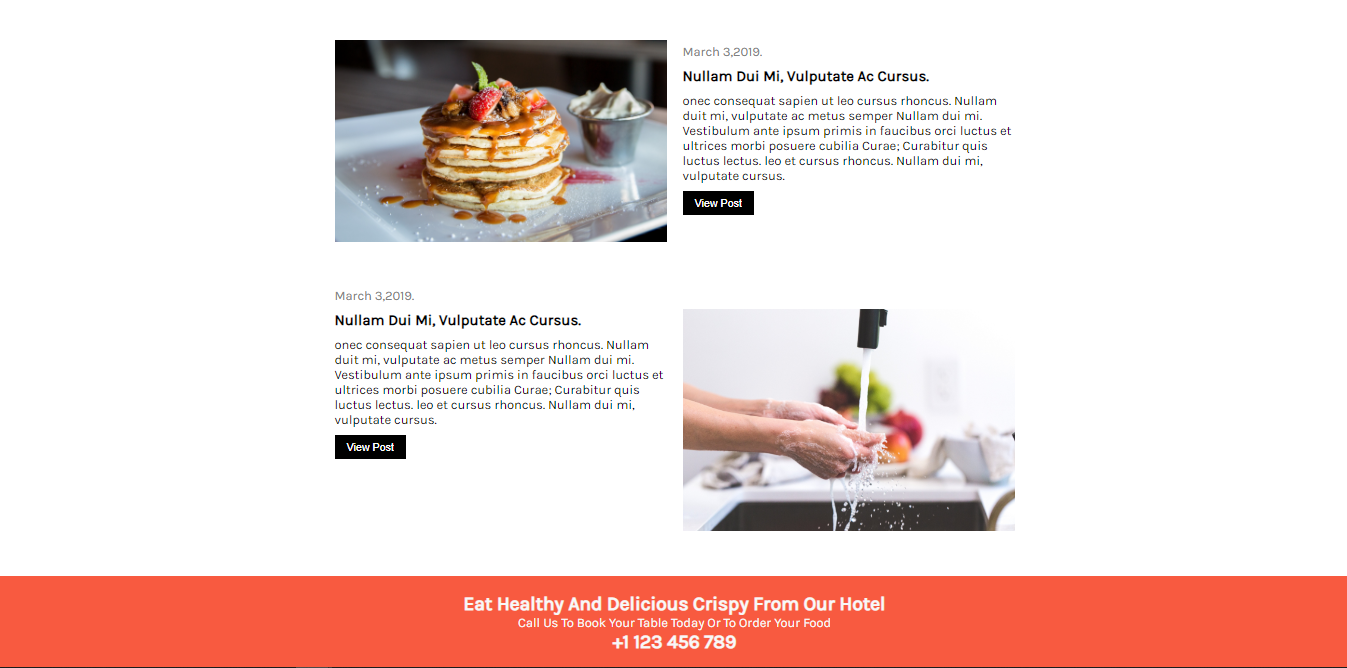 March 3,2019.
Nullam Dui Mi, Vulputate Ac Cursus.
onec consequat sapien ut leo cursus rhoncus. Nullam
duit mi, vulputate ac metus semper Nullam dui mi.
Vestibulum ante ipsum primis in faucibus orci luctus et
ultrices morbi posuere cubilia Curae; Curabitur quis
luctus lectus. leo et cursus rhoncus. Nullam dui mi,
vulputate cursus.
View Post
March 3,2019.
Nullam Dui Mi, Vulputate Ac Cursus.
onec consequat sapien ut leo cursus rhoncus. Nullam
duit mi, vulputate ac metus semper Nullam dui mi.
Vestibulum ante ipsum primis in faucibus orci luctus et
ultrices morbi posuere cubilia Curae; Curabitur quis
luctus lectus. leo et cursus rhoncus. Nullam dui mi,
vulputate cursus.
View Post
Eat Healthy And Delicious Crispy From Our Hotel
Call Us To Book Your Table Today Or To Order Your Food
+1 123 456 789